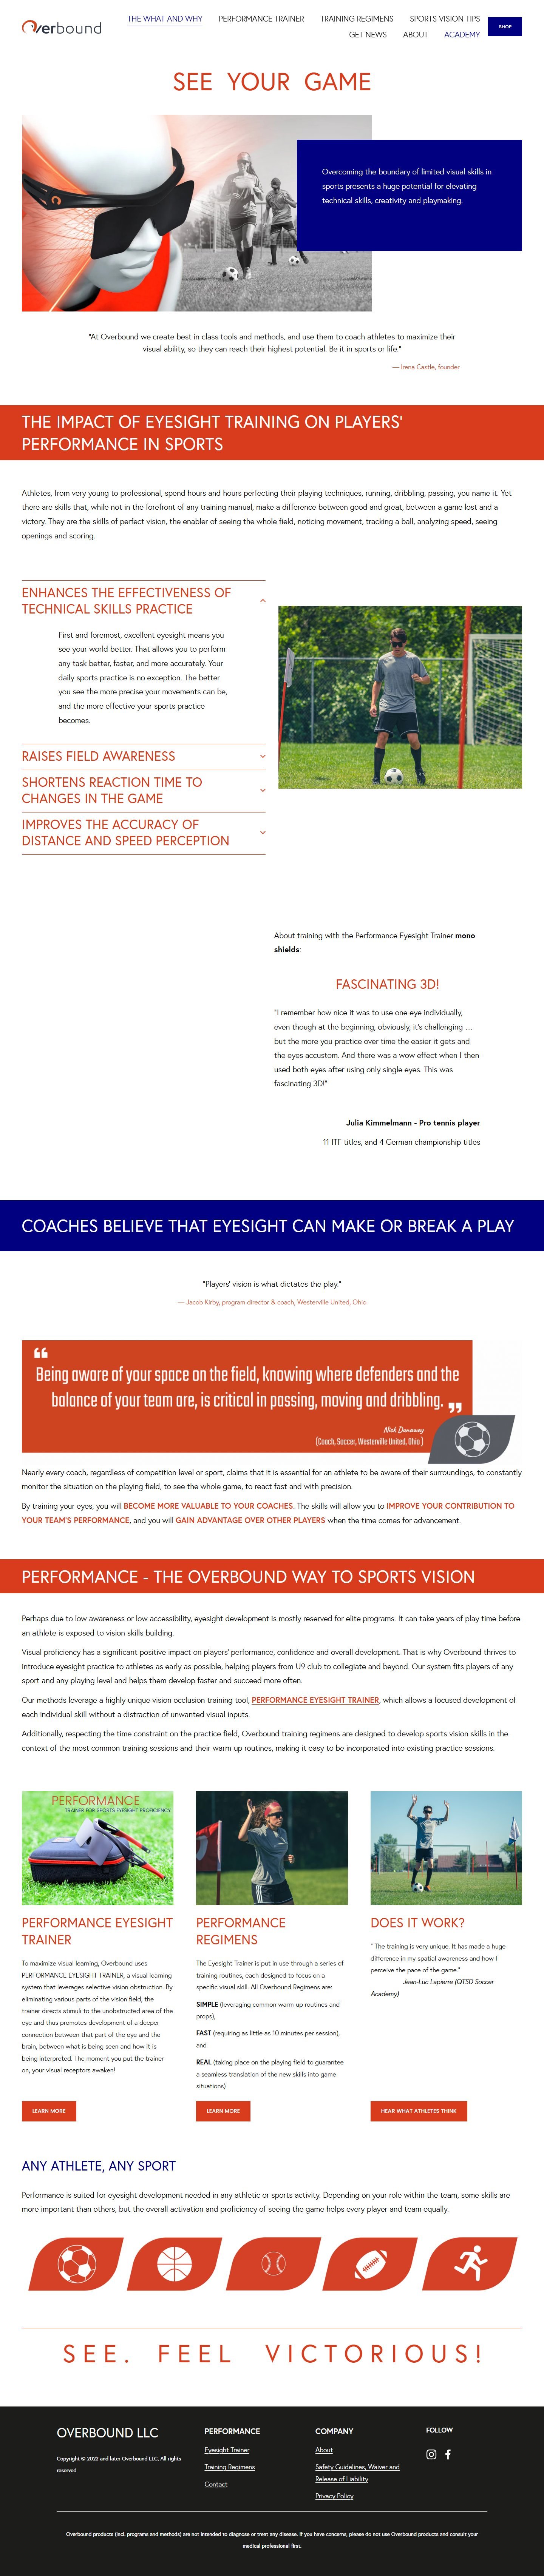 Overbound
THE WHAT AND WHY
PERFORMANCE TRAINER
TRAINING REGIMENS
SPORTS VISION TIPS
GET NEWS
ABOUT
ACADEMY
SHOP
SEE YOUR GAME
Overcoming the boundary of limited visual skills in
sports presents a huge potential for elevating
technical skills, creativity and playmaking.
"At Overbound we create best in class tools and methods. and use them to coach athletes to maximize their
visual ability, so they can reach their highest potential. Be it in sports or life."
— Irena Castle, founder
THE IMPACT OF EYESIGHT TRAINING ON PLAYERS'
PERFORMANCE IN SPORTS
Athletes, from very young to professional, spend hours and hours perfecting their playing techniques, running, dribbling, passing, you name it. Yet
there are skills that, while not in the forefront of any training manual, make a difference between good and great, between a game lost and a
victory. They are the skills of perfect vision, the enabler of seeing the whole field, noticing movement, tracking a ball, analyzing speed, seeing
openings and scoring.
ENHANCES THE EFFECTIVENESS OF
TECHNICAL SKILLS PRACTICE
First and foremost, excellent eyesight means you
see your world better. That allows you to perform
any task better, faster, and more accurately. Your
daily sports practice is no exception. The better
you see the more precise your movements can be,
and the more effective your sports practice
becomes.
RAISES FIELD AWARENESS
SHORTENS REACTION TIME TO
CHANGES IN THE GAME
IMPROVES THE ACCURACY OF
DISTANCE AND SPEED PERCEPTION
About training with the Performance Eyesight Trainer mono
shields:
FASCINATING 3D!
"I remember how nice it was to use one eye individually,
even though at the beginning, obviously, it's challenging …
but the more you practice over time the easier it gets and
the eyes accustom. And there was a wow effect when I then
used both eyes after using only single eyes. This was
fascinating 3D!"
Julia Kimmelmann - Pro tennis player
11 ITF titles, and 4 German championship titles
COACHES BELIEVE THAT EYESIGHT CAN MAKE OR BREAK A PLAY
"Players' vision is what dictates the play."
— Jacob Kirby, program director & coach, Westerville United, Ohio
Being aware of your space on the field, knowing where defenders and the
balance of your team are, is critical in passing, moving and dribbling.
Nick Donaway
(Coach, Soccer, Westerville United, Ohio )
Nearly every coach, regardless of competition level or sport, claims that it is essential for an athlete to be aware of their surroundings, to constantly
monitor the situation on the playing field, to see the whole game, to react fast and with precision.
By training your eyes, you will BECOME MORE VALUABLE TO YOUR COACHES. The skills will allow you to IMPROVE YOUR CONTRIBUTION TO
YOUR TEAM'S PERFORMANCE, and you will GAIN ADVANTAGE OVER OTHER PLAYERS when the time comes for advancement.
PERFORMANCE - THE OVERBOUND WAY TO SPORTS VISION
Perhaps due to low awareness or low accessibility, eyesight development is mostly reserved for elite programs. It can take years of play time before
an athlete is exposed to vision skills building.
Visual proficiency has a significant positive impact on players' performance, confidence and overall development. That is why Overbound thrives to
introduce eyesight practice to athletes as early as possible, helping players from U9 club to collegiate and beyond. Our system fits players of any
sport and any playing level and helps them develop faster and succeed more often.
Our methods leverage a highly unique vision occlusion training tool, PERFORMANCE EYESIGHT TRAINER, which allows a focused development of
each individual skill without a distraction of unwanted visual inputs.
Additionally, respecting the time constraint on the practice field, Overbound training regimens are designed to develop sports vision skills in the
context of the most common training sessions and their warm-up routines, making it easy to be incorporated into existing practice sessions.
PERFORMANCE
TRAINER FOR SPORTS EYESIGHT PROFICIENCY
PERFORMANCE EYESIGHT
TRAINER
To maximize visual learning, Overbound uses
PERFORMANCE EYESIGHT TRAINER, a visual learning
system that leverages selective vision obstruction. By
eliminating various parts of the vision field, the
trainer directs stimuli to the unobstructed area of the
eye and thus promotes development of a deeper
connection between that part of the eye and the
brain, between what is being seen and how it is
being interpreted. The moment you put the trainer
on, your visual receptors awaken!
LEARN MORE
PERFORMANCE
REGIMENS
The Eyesight Trainer is put in use through a series of
training routines, each designed to focus on a
specific visual skill. All Overbound Regimens are:
SIMPLE (leveraging common warm-up routines and
props),
FAST (requiring as little as 10 minutes per session),
and
REAL (taking place on the playing field to guarantee
a seamless translation of the new skills into game
situations)
LEARN MORE
DOES IT WORK?
" The training is very unique. It has made a huge
difference in my spatial awareness and how I
perceive the pace of the game."
Jean-Luc Lapierre (QTSD Soccer
Academy)
HEAR WHAT ATHLETES THINK
ANY ATHLETE, ANY SPORT
Performance is suited for eyesight development needed in any athletic or sports activity. Depending on your role within the team, some skills are
more important than others, but the overall activation and proficiency of seeing the game helps every player and team equally.
SEE. FEEL VICTORIOUS!
OVERBOUND LLC
Copyright © 2022 and later Overbound LLC, All rights
reserved
PERFORMANCE
Eyesight Trainer
Training Regimens
Contact
COMPANY
About
Safety Guidelines, Waiver and
Release of Liability
Privacy Policy
FOLLOW
Overbound products (incl. programs and methods) are not intended to diagnose or treat any disease. If you have concerns, please do not use Overbound products and consult your
medical professional first.